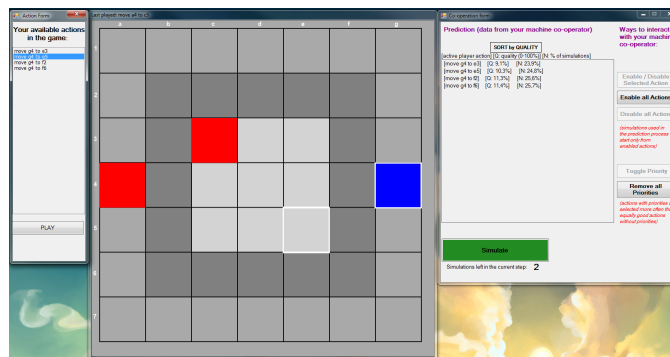 Action Form
Your available actions
in the game:
move g4 to e3
move g4 to f2
move g4 to f6
PLAY
Last played: move a4 to c3
a b c d e f g
1
2
3
4
5
6
7
Co-operation form
Prediction (data from your machine co-operator)
SORT by QUALITY
[active player action] [Q: quality (0-100%)] [N: % of simulations]
[move g4 to e3] [Q: 9,1%] [N: 23,9%]
[move g4 to e5] [Q: 10,3%] [N: 24,8%]
[move g4 to f2] [Q: 11,3%] [N: 25,6%]
[move g4 to f6] [Q: 11,4%] [N: 25,7%]
Simulate
Simulations left in the current step: 2
Ways to interact
with your machine
co-operator:
Enable / Disable
Selected Action
Enable all Actions
Disable all Actions
(simulations used in
the prediction process
start only from
enabled actions)
Toggle Priority
Remove all
Priorities
(actions with priorities
selected more often
equally good actions
without priorities)